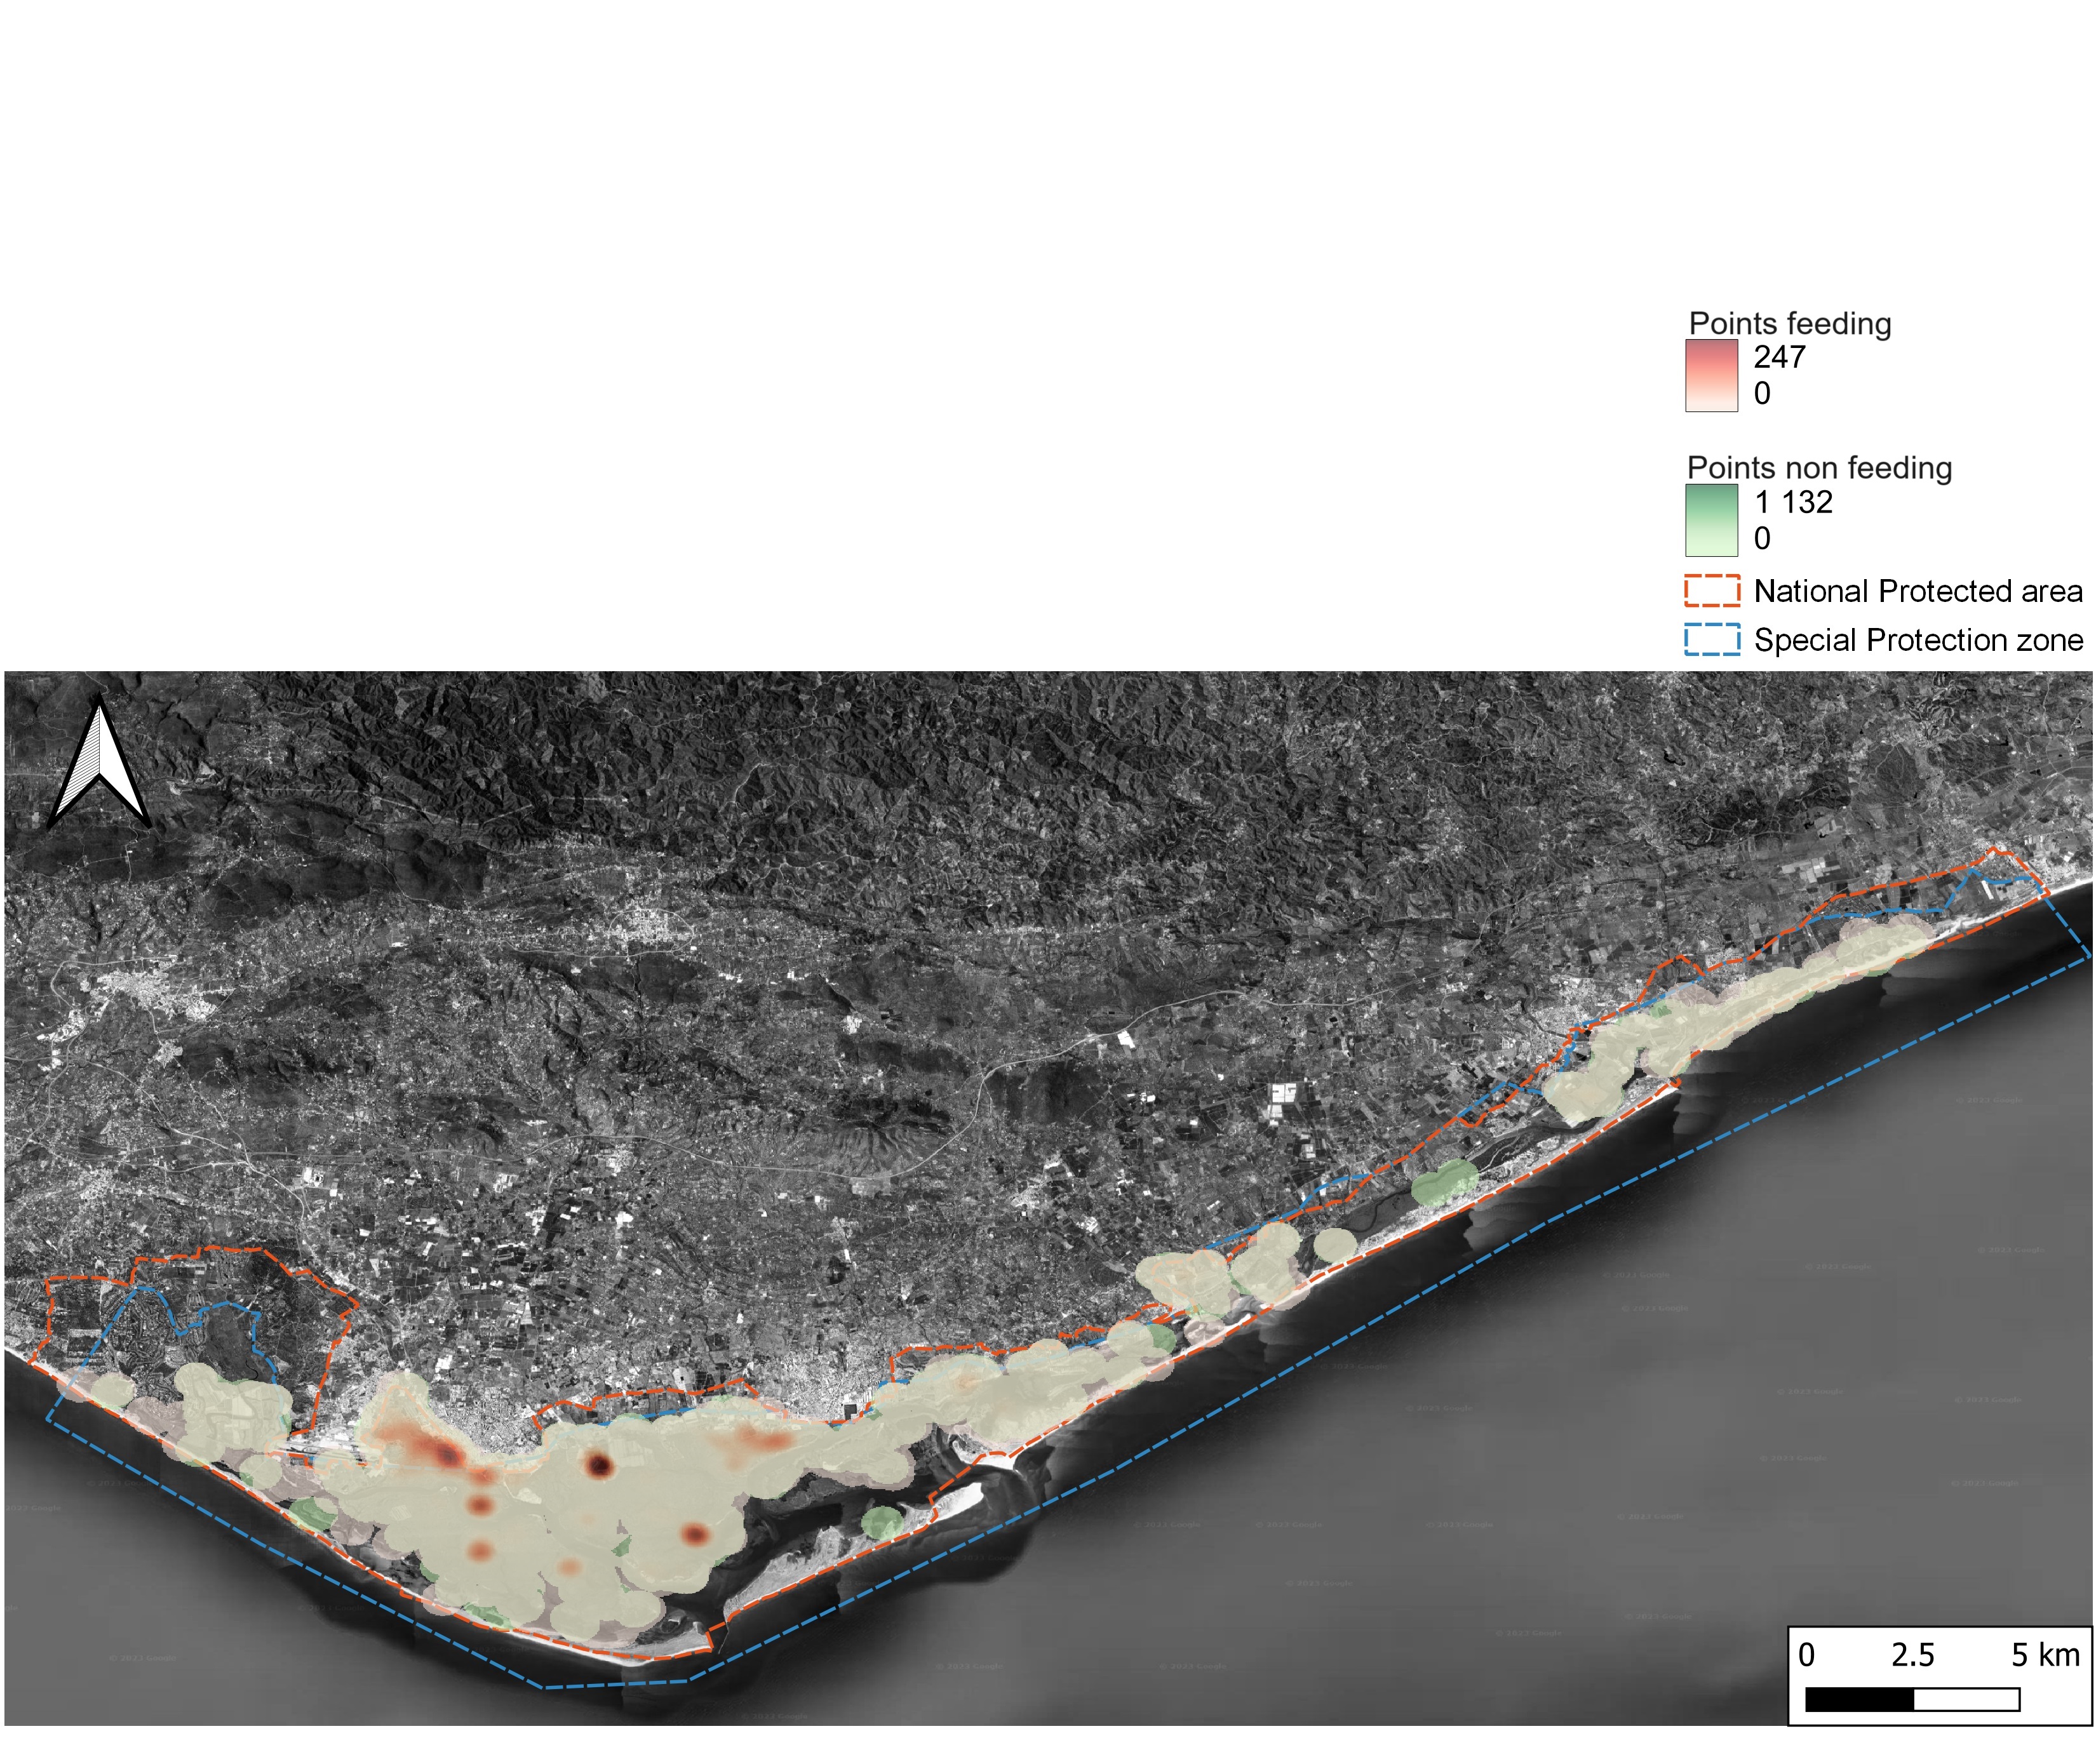 Points feeding
247
0
Points non feeding
1 132
0
National Protected area
Special Protection zone
0 2.5 5 km